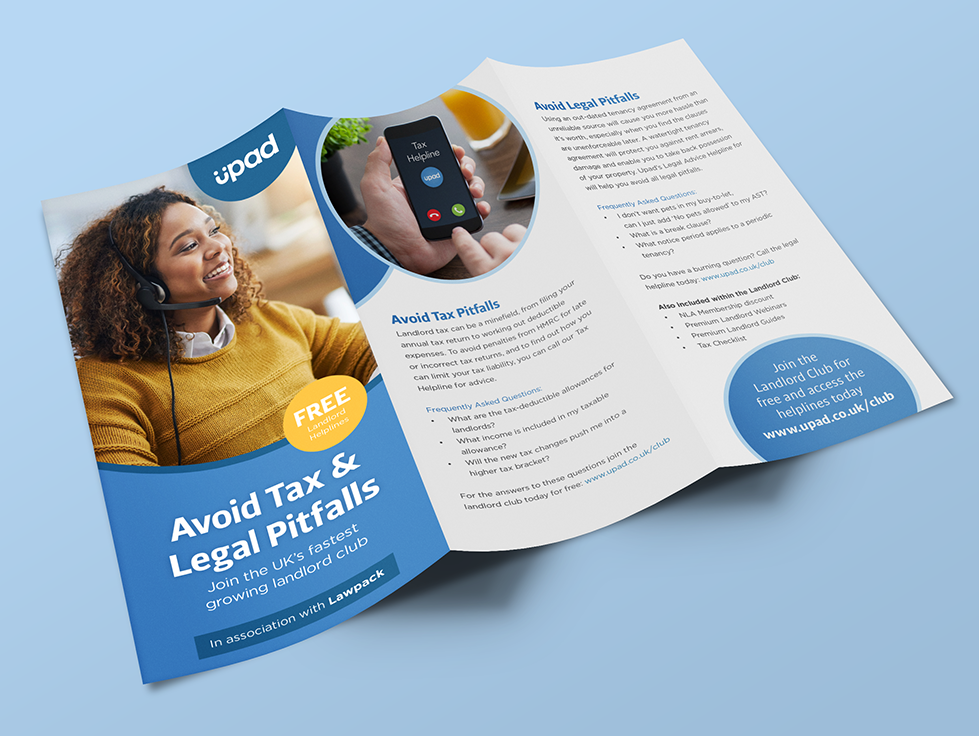 upad
FREE
Landlord
Helplines
Avoid Tax &
Legal Pitfalls
Join the UK's fastest
growing landlord club
In association with Lawpack
Tax
Helpline
upad
Avoid Tax Pitfalls
Landlord tax can be a minefield, from filing your
annual tax return to working out deductible
expenses. To avoid penalties from HMRC for late
or incorrect tax returns, and to find out how you
can limit your tax liability, you can call our Tax
Helpline for advice.
Frequently Asked Questions:
• What are the tax-deductible allowances for
landlords?
• What income is included in my taxable
allowance?
• Will the new tax changes push me into a
higher tax bracket?
For the answers to these questions join the
landlord club today for free: www.upad.co.uk/club
Avoid Legal Pitfalls
Using an out-dated tenancy agreement from an
unreliable source will cause you more hassle than
it's worth, especially when you find the clauses
are unenforceable later. A watertight tenancy
agreement will protect you against rent arrears,
damage and enable you to take back possession
of your property. Upad's Legal Advice Helpline for
will help you avoid all legal pitfalls.
Frequently Asked Questions:
• I don't want pets in my buy-to-let,
can I just add 'No pets allowed' to my AST?
• What is a break clause?
• What notice period applies to a periodic
tenancy?
Do you have a burning question? Call the legal
helpline today: www.upad.co.uk/club
Also included within the Landlord Club:
• NLA Membership discount
• Premium Landlord Webinars
• Premium Landlord Guides
• Tax Checklist
Join the
Landlord Club for
free and access the
helplines today
www.upad.co.uk/club